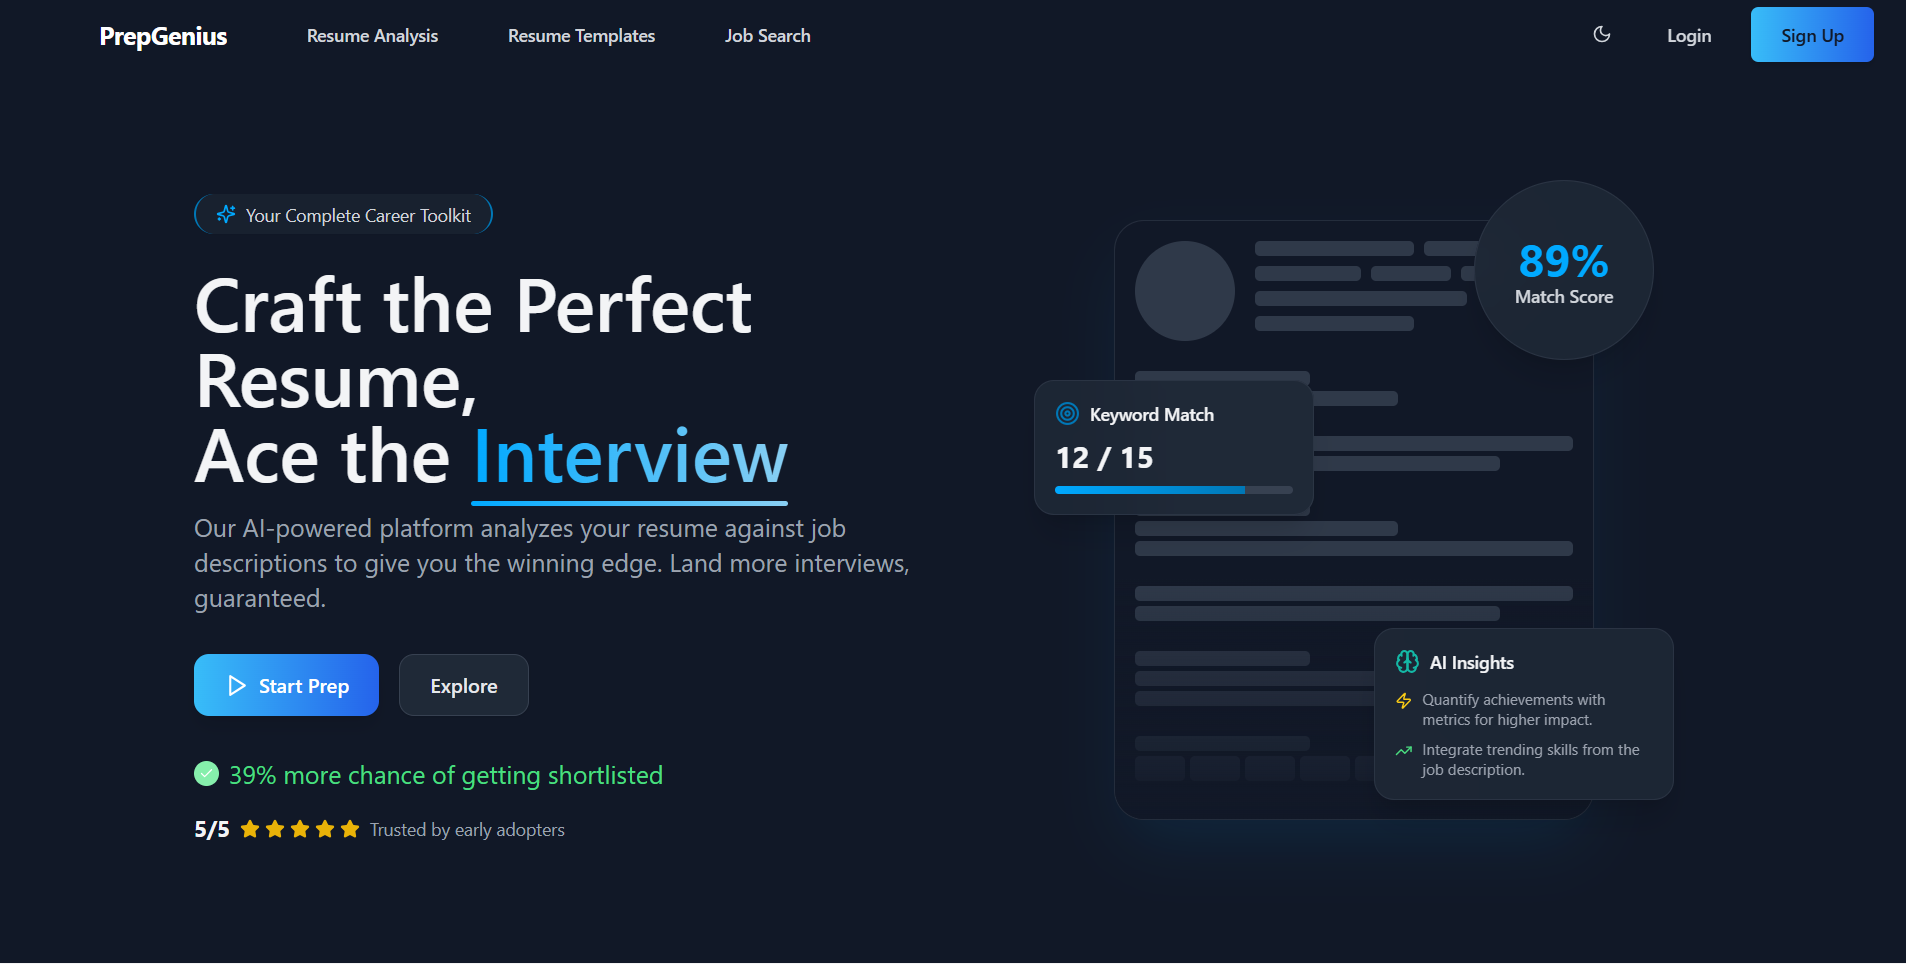 PrepGenius
Resume Analysis
Resume Templates
Job Search
Login
Sign Up
Your Complete Career Toolkit
Craft the Perfect
Resume,
Ace the Interview
Our AI-powered platform analyzes your resume against job
descriptions to give you the winning edge. Land more interviews,
guaranteed.
Start Prep
Explore
39% more chance of getting shortlisted
5/5
Trusted by early adopters
89%
Match Score
Keyword Match
12 / 15
AI Insights
Quantify achievements with
metrics for higher impact.
Integrate trending skills from the
job description.